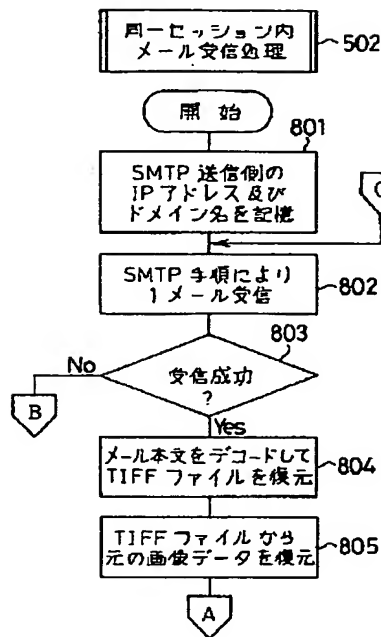 同一セッション内
メール受信処理
502
開始
801
SMTP 送信側の
IP アドレス及び
ドメイン名を記憶
SMTP 手順により
1 メール受信
802
803
No
受信成功
?
B
Yes
メール本文をデコードして
TIFF ファイルを復元
804
TIFF ファイルから
元の画像データを復元
805
A